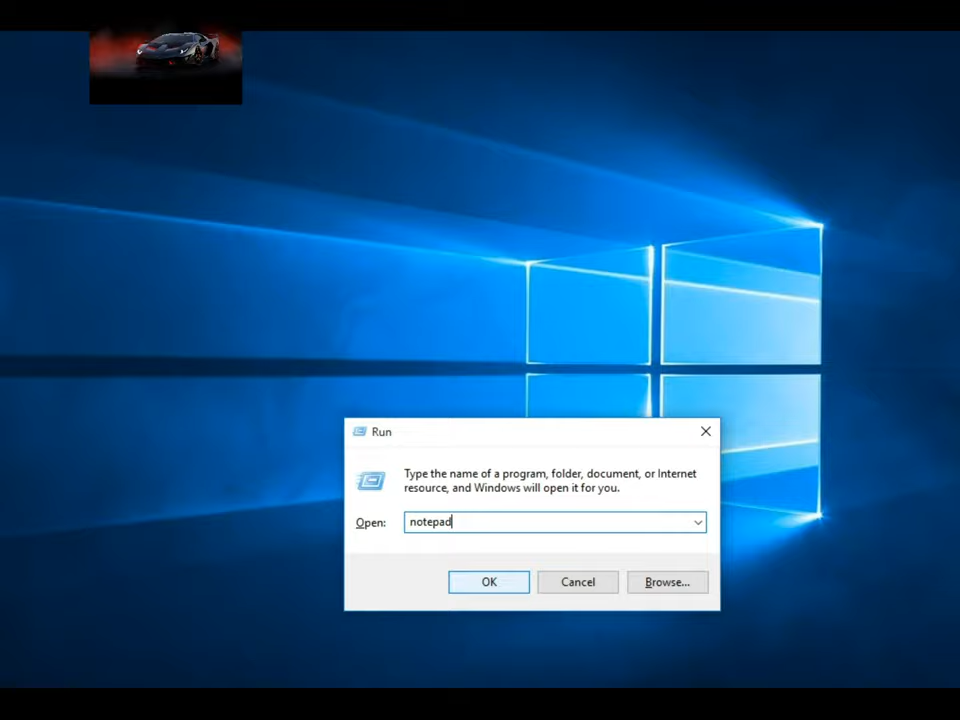 Run
Type the name of a program, folder, document, or Internet
resource, and Windows will open it for you.
Open: notepad
OK Cancel Browse...